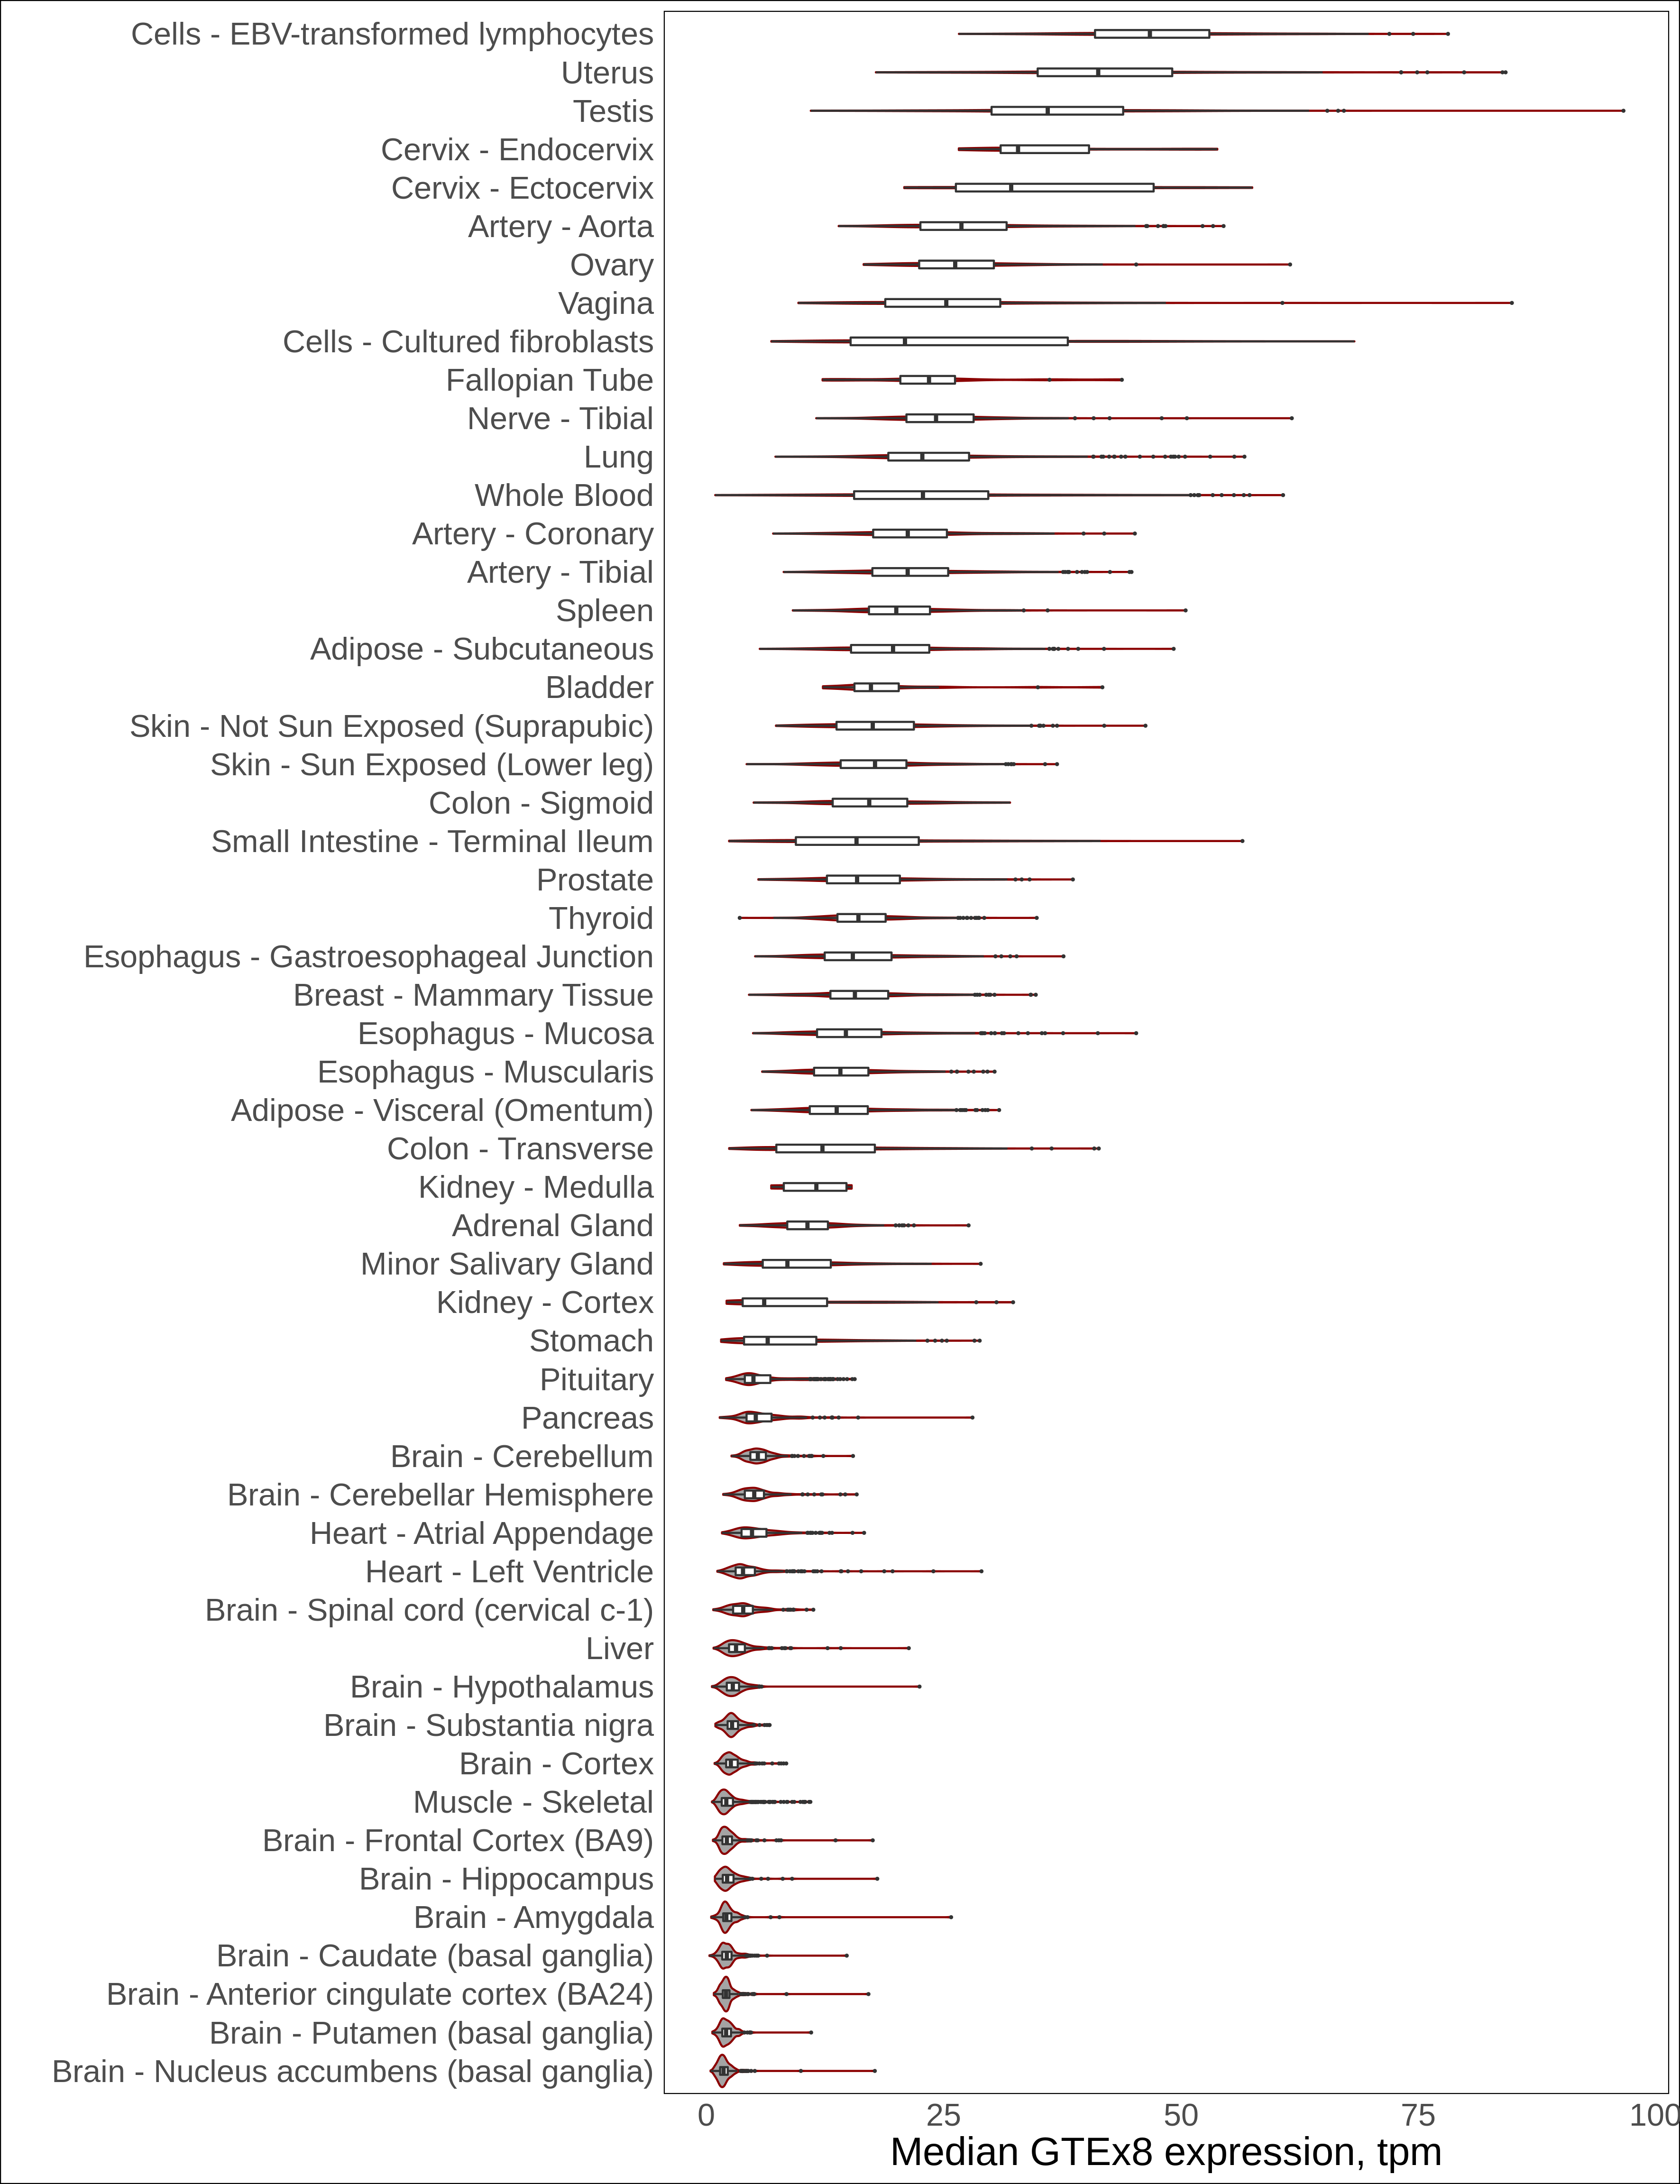 Cells - EBV-transformed lymphocytes
Uterus
Testis
Cervix - Endocervix
Cervix - Ectocervix
Artery - Aorta
Ovary
Vagina
Cells - Cultured fibroblasts
Fallopian Tube
Nerve - Tibial
Lung
Whole Blood
Artery - Coronary
Artery - Tibial
Spleen
Adipose - Subcutaneous
Bladder
Skin - Not Sun Exposed (Suprapubic)
Skin - Sun Exposed (Lower leg)
Colon - Sigmoid
Small Intestine - Terminal Ileum
Prostate
Thyroid
Esophagus - Gastroesophageal Junction
Breast - Mammary Tissue
Esophagus - Mucosa
Esophagus - Muscularis
Adipose - Visceral (Omentum)
Colon - Transverse
Kidney - Medulla
Adrenal Gland
Minor Salivary Gland
Kidney - Cortex
Stomach
Pituitary
Pancreas
Brain - Cerebellum
Brain - Cerebellar Hemisphere
Heart - Atrial Appendage
Heart - Left Ventricle
Brain - Spinal cord (cervical c-1)
Liver
Brain - Hypothalamus
Brain - Substantia nigra
Brain - Cortex
Muscle - Skeletal
Brain - Frontal Cortex (BA9)
Brain - Hippocampus
Brain - Amygdala
Brain - Caudate (basal ganglia)
Brain - Anterior cingulate cortex (BA24)
Brain - Putamen (basal ganglia)
Brain - Nucleus accumbens (basal ganglia)
0 25 50 75 100
Median GTEx8 expression, tpm